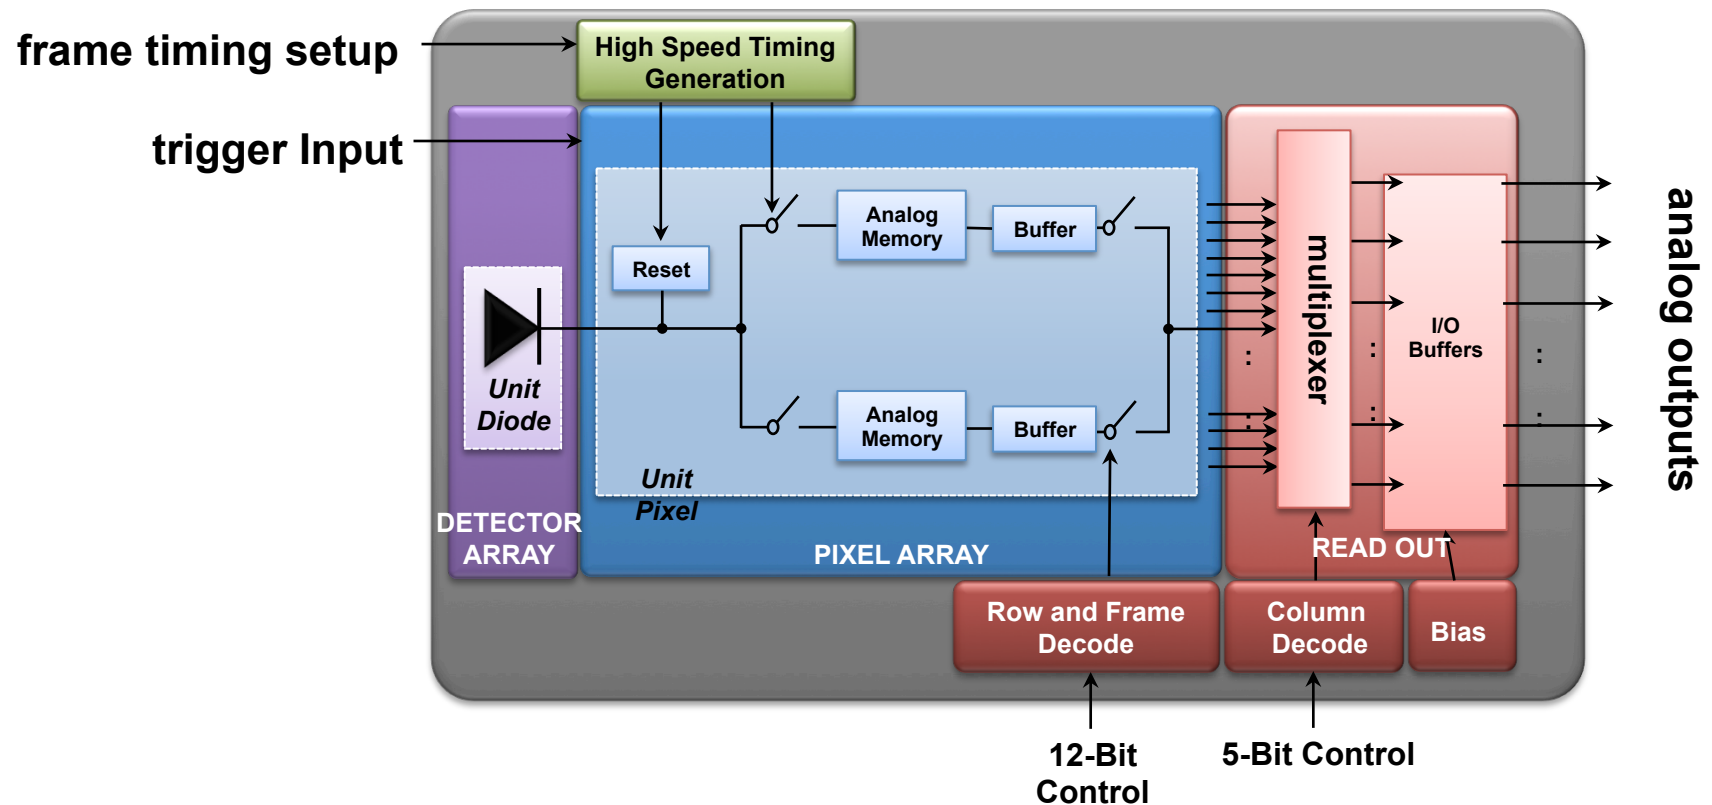 frame timing setup
High Speed Timing
Generation
trigger Input
Analog
Memory
Buffer
Reset
Unit
Diode
Analog
Memory
Buffer
Unit
Pixel
DETECTOR
ARRAY
PIXEL ARRAY
multiplexer
I/O
Buffers
READ OUT
analog outputs
Row and Frame
Decode
Column
Decode
Bias
12-Bit
Control
5-Bit Control